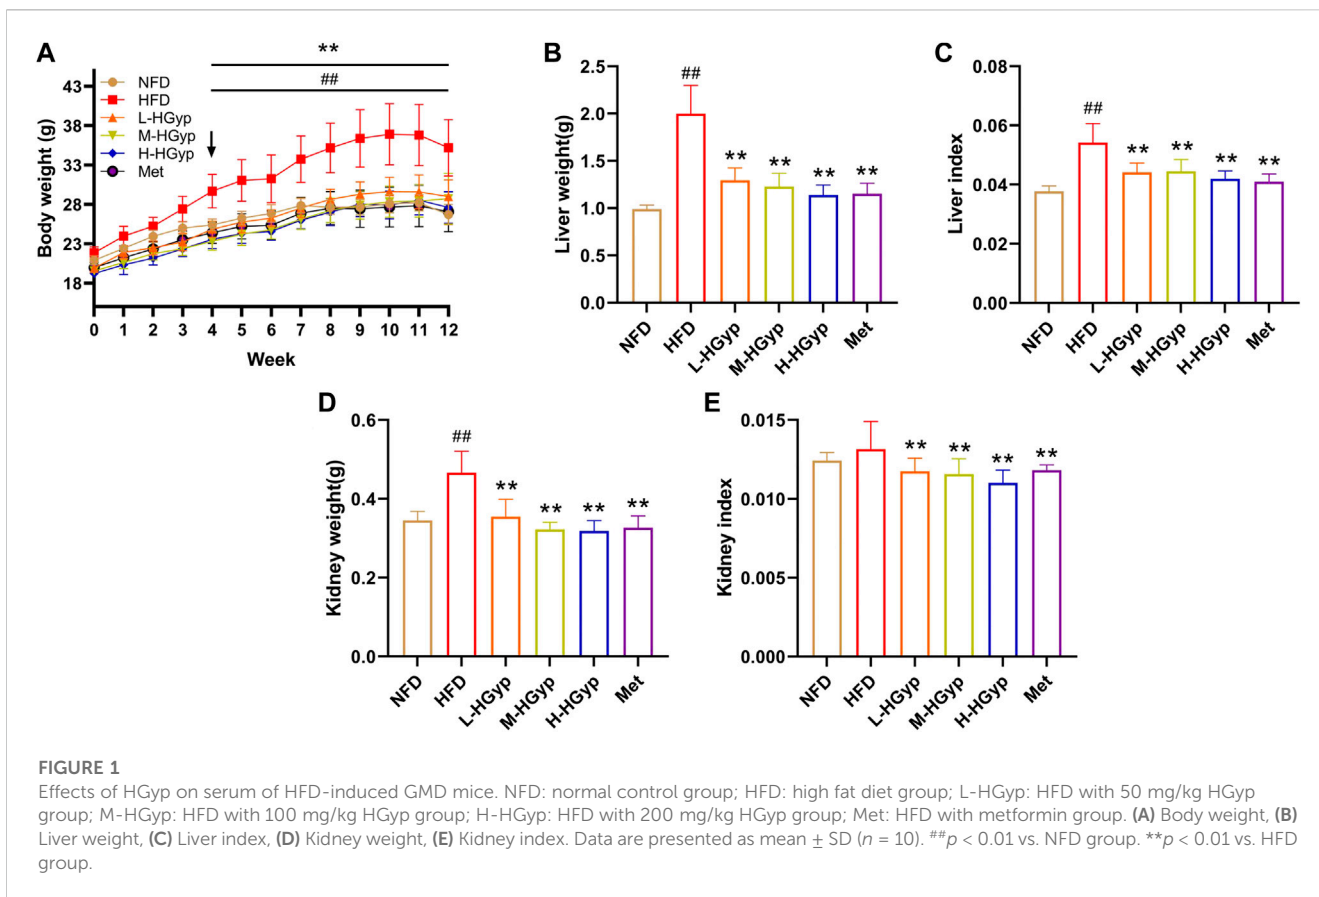 A
**
##
Body weight (g)
43
38
33
28
23
18
NFD
HFD
L-HGyp
M-HGyp
H-HGyp
Met
0 1 2 3 4 5 6 7 8 9 10 11 12
Week
B
Liver weight(g)
2.5
2.0
1.5
1.0
0.5
0.0
##
** ** ** **
NFD HFD L-HGyp M-HGyp H-HGyp Met
C
Liver index
0.08
0.06
0.04
0.02
0.00
##
** ** ** **
NFD HFD L-HGyp M-HGyp H-HGyp Met
D
Kidney weight(g)
0.6
0.4
0.2
0.0
##
** ** ** **
NFD HFD L-HGyp M-HGyp H-HGyp Met
E
Kidney index
0.015
0.010
0.005
0.000
** ** ** **
NFD HFD L-HGyp M-HGyp H-HGyp Met
FIGURE 1
Effects of HGyp on serum of HFD-induced GMD mice. NFD: normal control group; HFD: high fat diet group; L-HGyp: HFD with 50 mg/kg HGyp
group; M-HGyp: HFD with 100 mg/kg HGyp group; H-HGyp: HFD with 200 mg/kg HGyp group; Met: HFD with metformin group. (A) Body weight, (B)
Liver weight, (C) Liver index, (D) Kidney weight, (E) Kidney index. Data are presented as mean ± SD (n = 10). ##p < 0.01 vs. NFD group. **p < 0.01 vs. HFD
group.